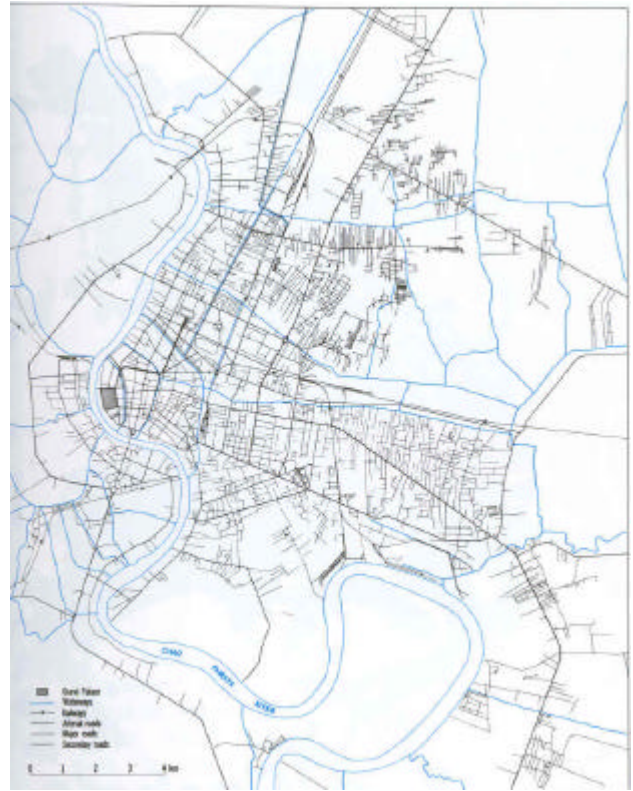 CHAO
PHRAYA
RIVER
Grand Palace
Waterways
Railways
Arterial roads
Major roads
Secondary roads
0 1 2 3 4 km